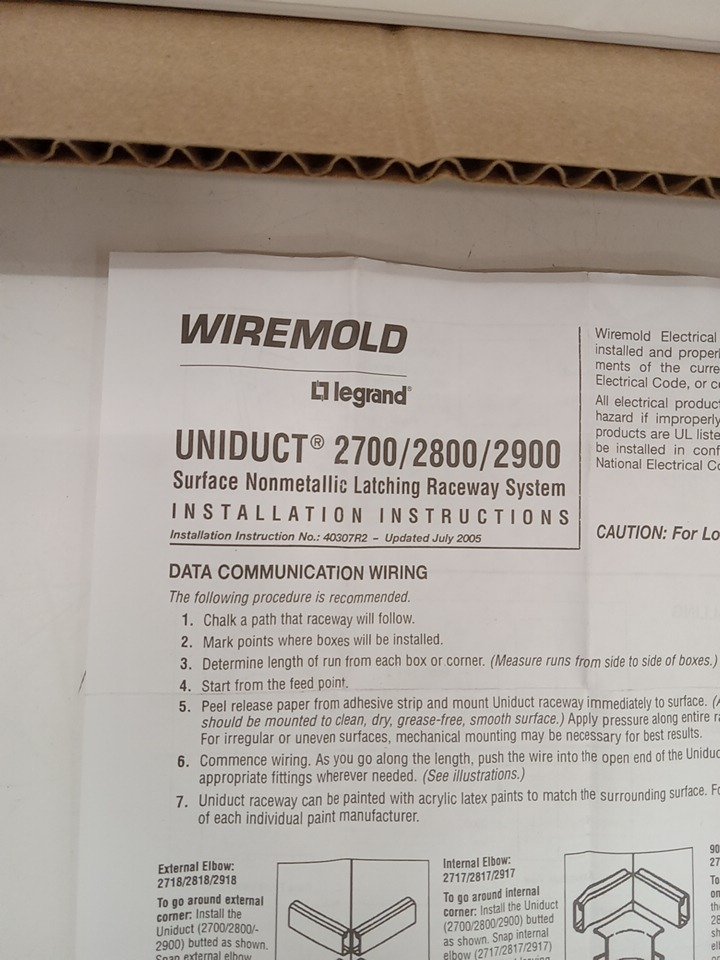 WIREMOLD
legrand®
UNIDUCT® 2700/2800/2900
Surface Nonmetallic Latching Raceway System
INSTALLATION INSTRUCTIONS
Installation Instruction No.: 40307R2 – Updated July 2005
Wiremold Electrical
installed and
ments of the
Electrical Code, or
All electrical
hazard if improperly
products are UL
be installed in
National Electrical
CAUTION: For
DATA COMMUNICATION WIRING
The following procedure is recommended.
1. Chalk a path that raceway will follow.
2. Mark points where boxes will be installed.
3. Determine length of run from each box or corner. (Measure runs from side to side of boxes.)
4. Start from the feed point.
5. Peel release paper from adhesive strip and mount Uniduct raceway immediately to surface.
should be mounted to clean, dry, grease-free, smooth surface.) Apply pressure along entire
For irregular or uneven surfaces, mechanical mounting may be necessary for best results.
6. Commence wiring. As you go along the length, push the wire into the open end of the
appropriate fittings wherever needed. (See illustrations.)
7. Uniduct raceway can be painted with acrylic latex paints to match the surrounding surface.
of each individual paint manufacturer.
External Elbow:
2718/2818/2918
To go around external
corner: Install the
Uniduct (2700/2800/-
2900) butted as shown.
Snap external elbow
Internal Elbow:
2717/2817/2917
To go around internal
corner: Install the Uniduct
(2700/2800/2900) butted
as shown. Snap internal
elbow (2717/2817/2917)